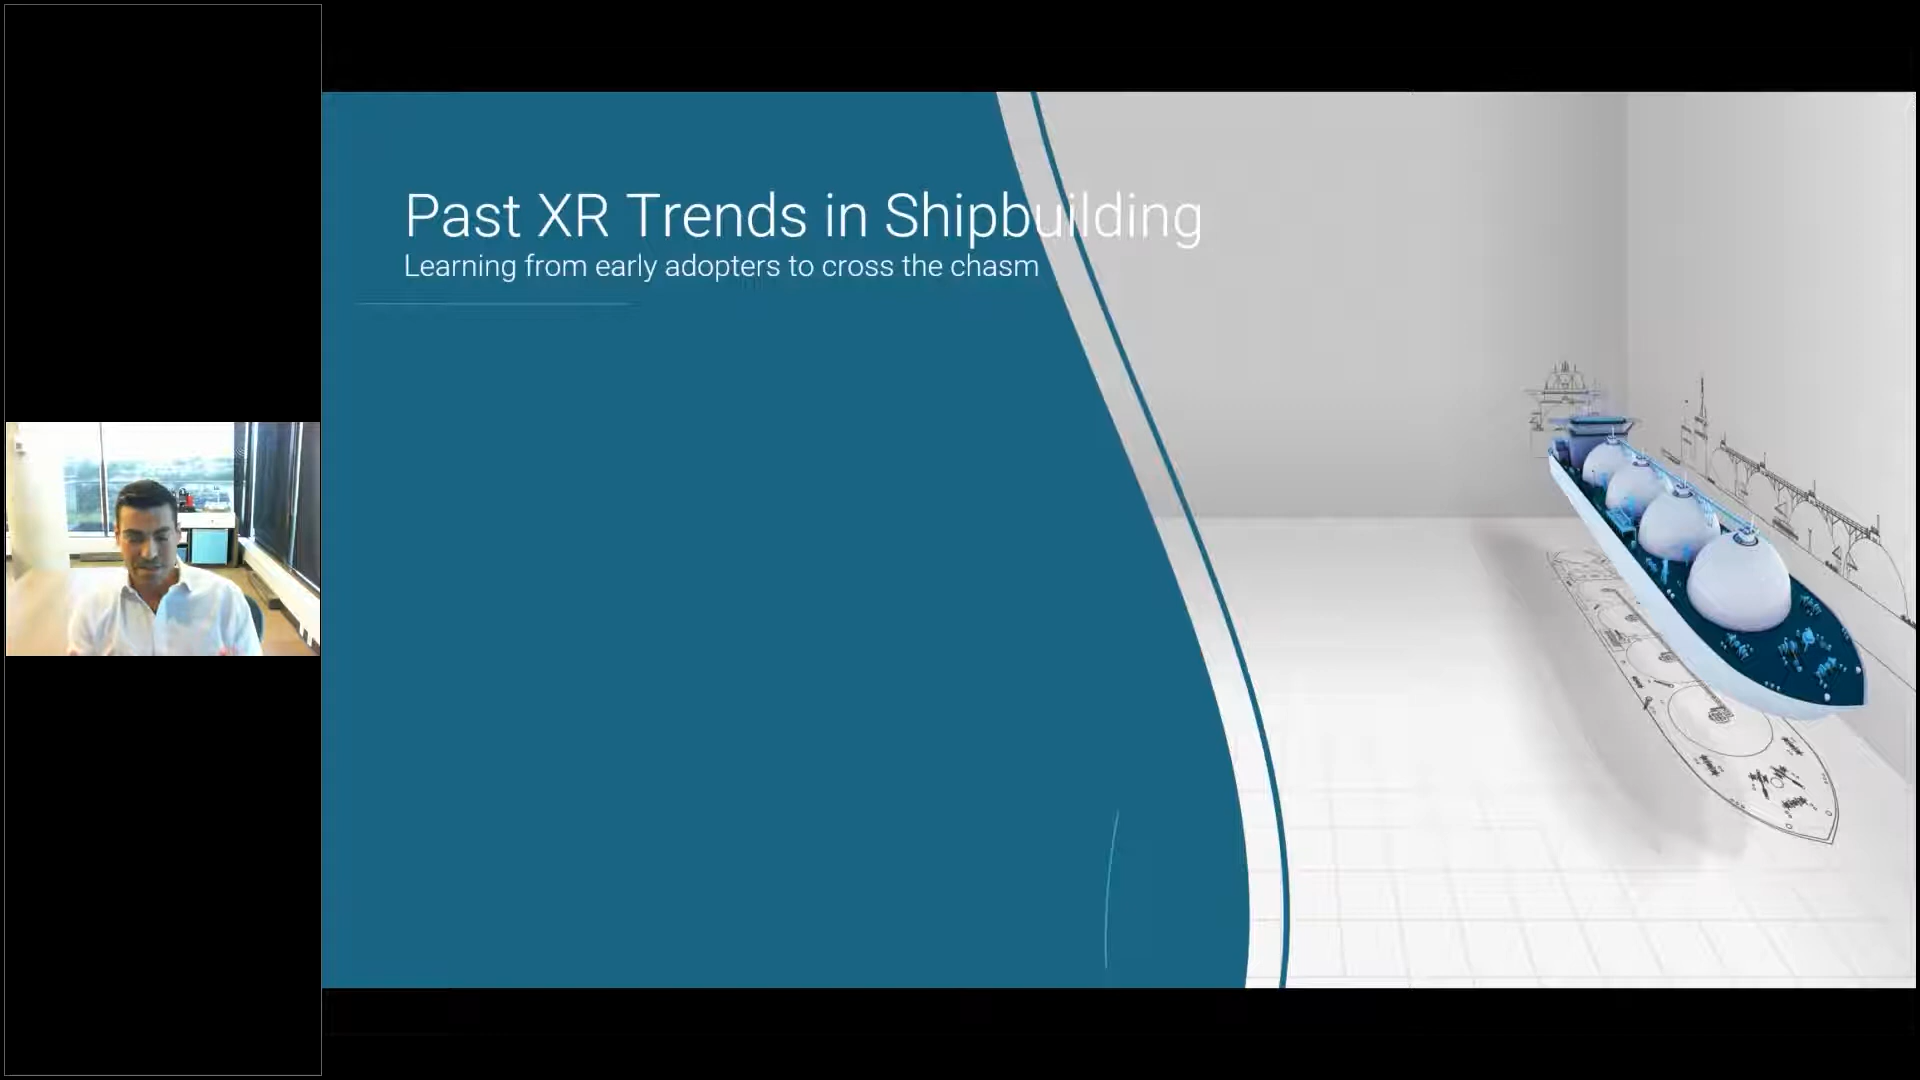 Past XR Trends in Shipbuilding
Learning from early adopters to cross the chasm